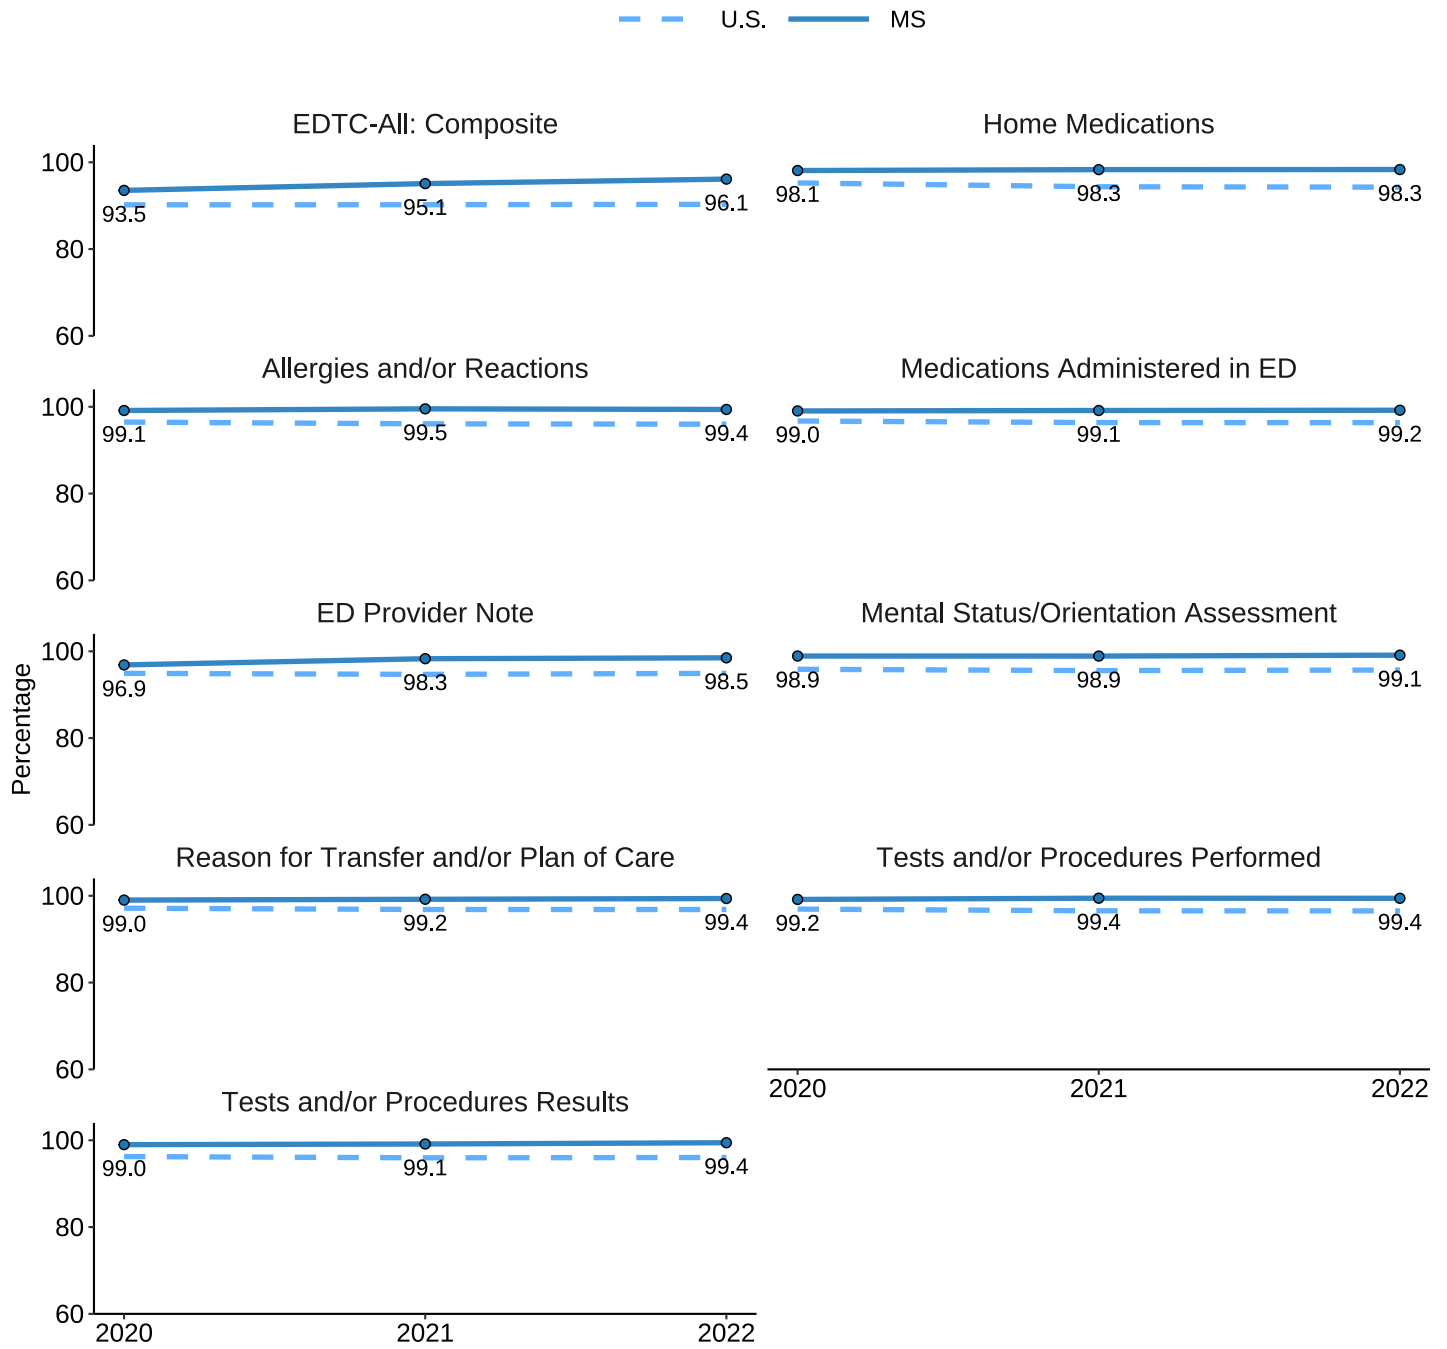 U.S. MS
EDTC-All: Composite
100
80
60
93.5 95.1 96.1
Home Medications
98.1 98.3 98.3
Allergies and/or Reactions
100
80
60
99.1 99.5 99.4
Medications Administered in ED
99.0 99.1 99.2
Percentage
ED Provider Note
100
80
60
96.9 98.3 98.5
Mental Status/Orientation Assessment
98.9 98.9 99.1
Reason for Transfer and/or Plan of Care
100
80
60
99.0 99.2 99.4
Tests and/or Procedures Performed
99.2 99.4 99.4
2020 2021 2022
Tests and/or Procedures Results
100
80
60
99.0 99.1 99.4
2020 2021 2022